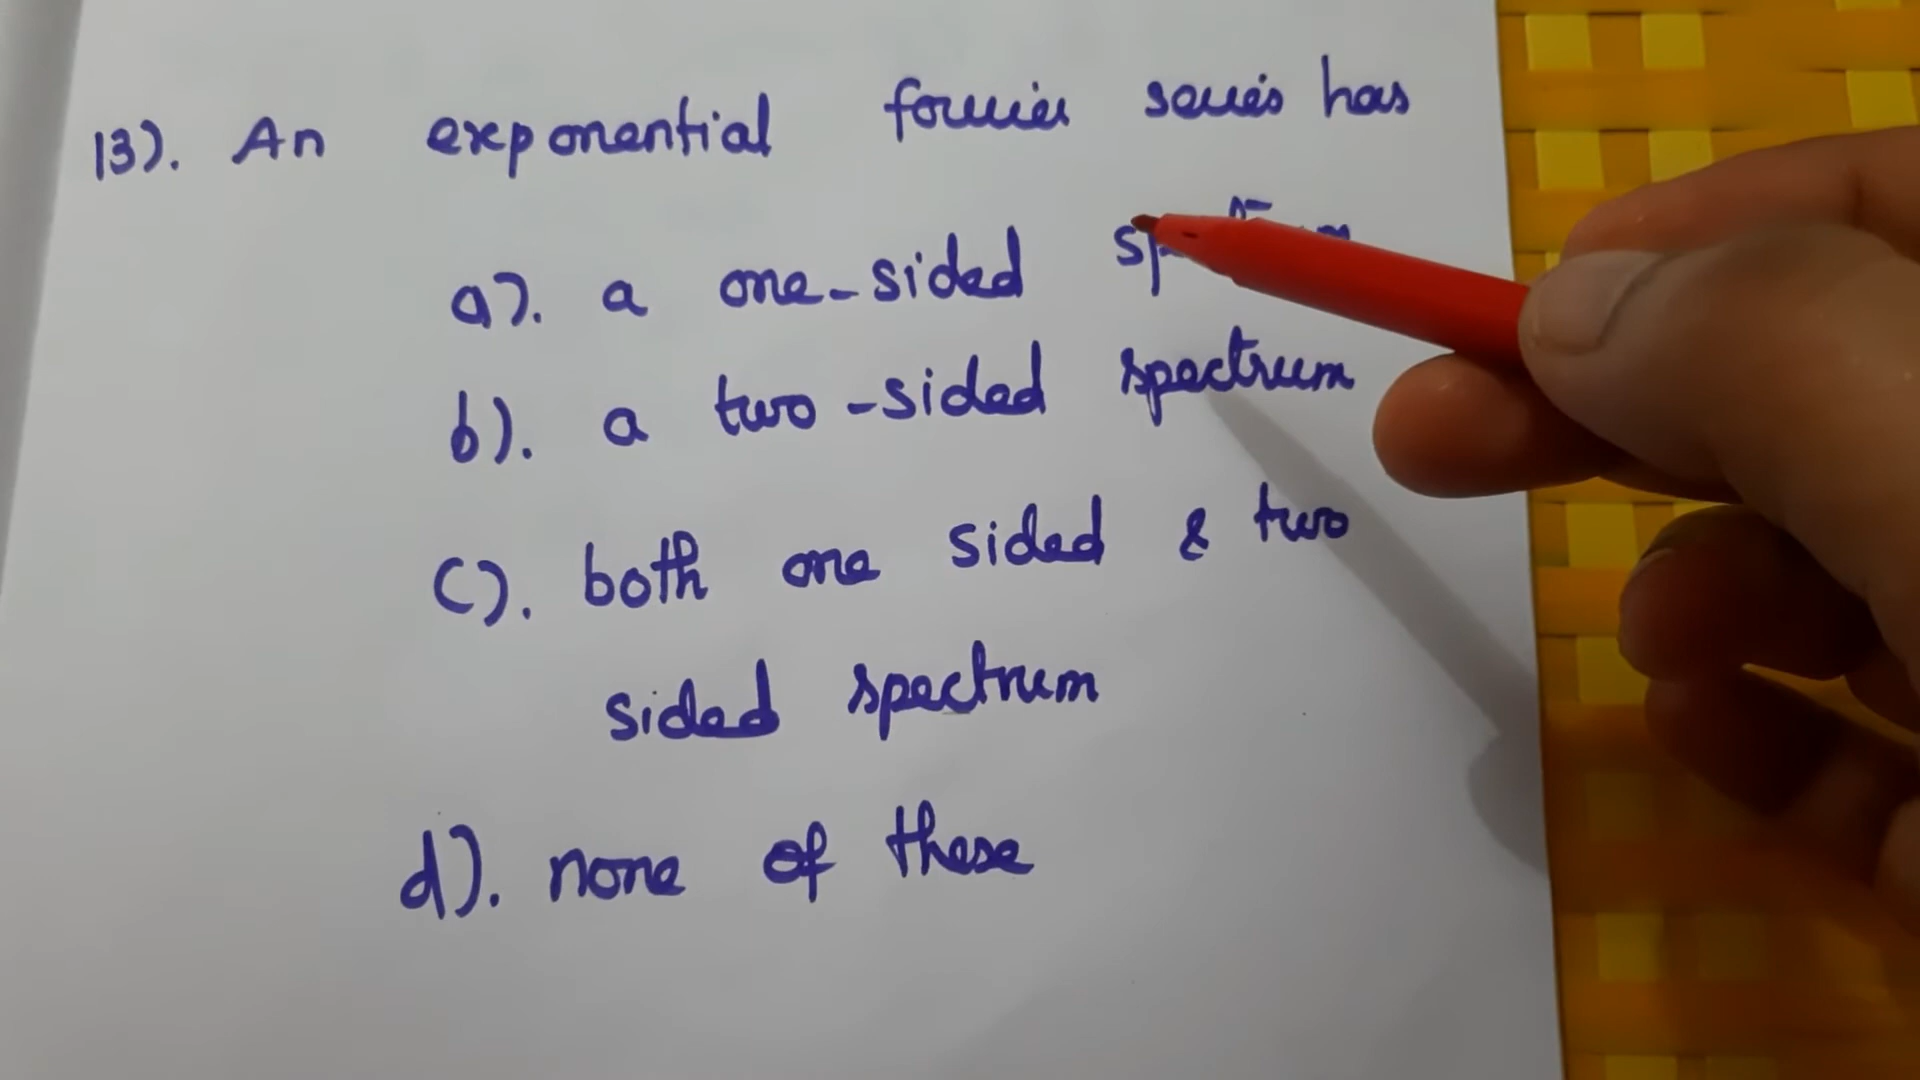 13). An exponential fourier series has
a). a one-sided
b). a two-sided spectrum
c). both one sided & two
sided spectrum
d). none of these